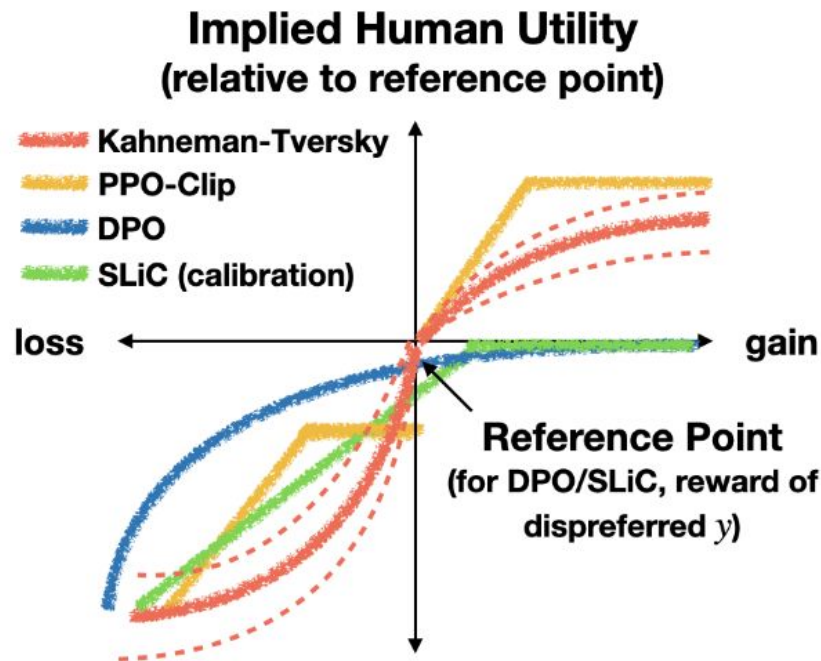 Implied Human Utility
(relative to reference point)
Kahneman-Tversky
PPO-Clip
DPO
SLiC (calibration)
loss
gain
Reference Point
(for DPO/SLiC, reward of
dispreferred y)